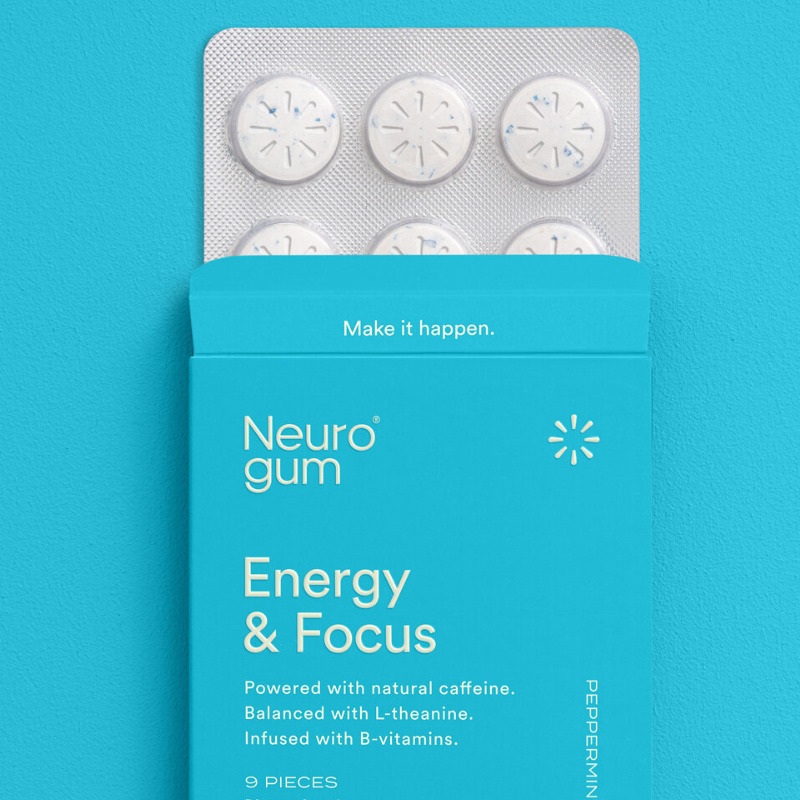 Make it happen.
Neuro®
gum
Energy
& Focus
Powered with natural caffeine.
Balanced with L-theanine.
Infused with B-vitamins.
9 PIECES
PEPPERMIN